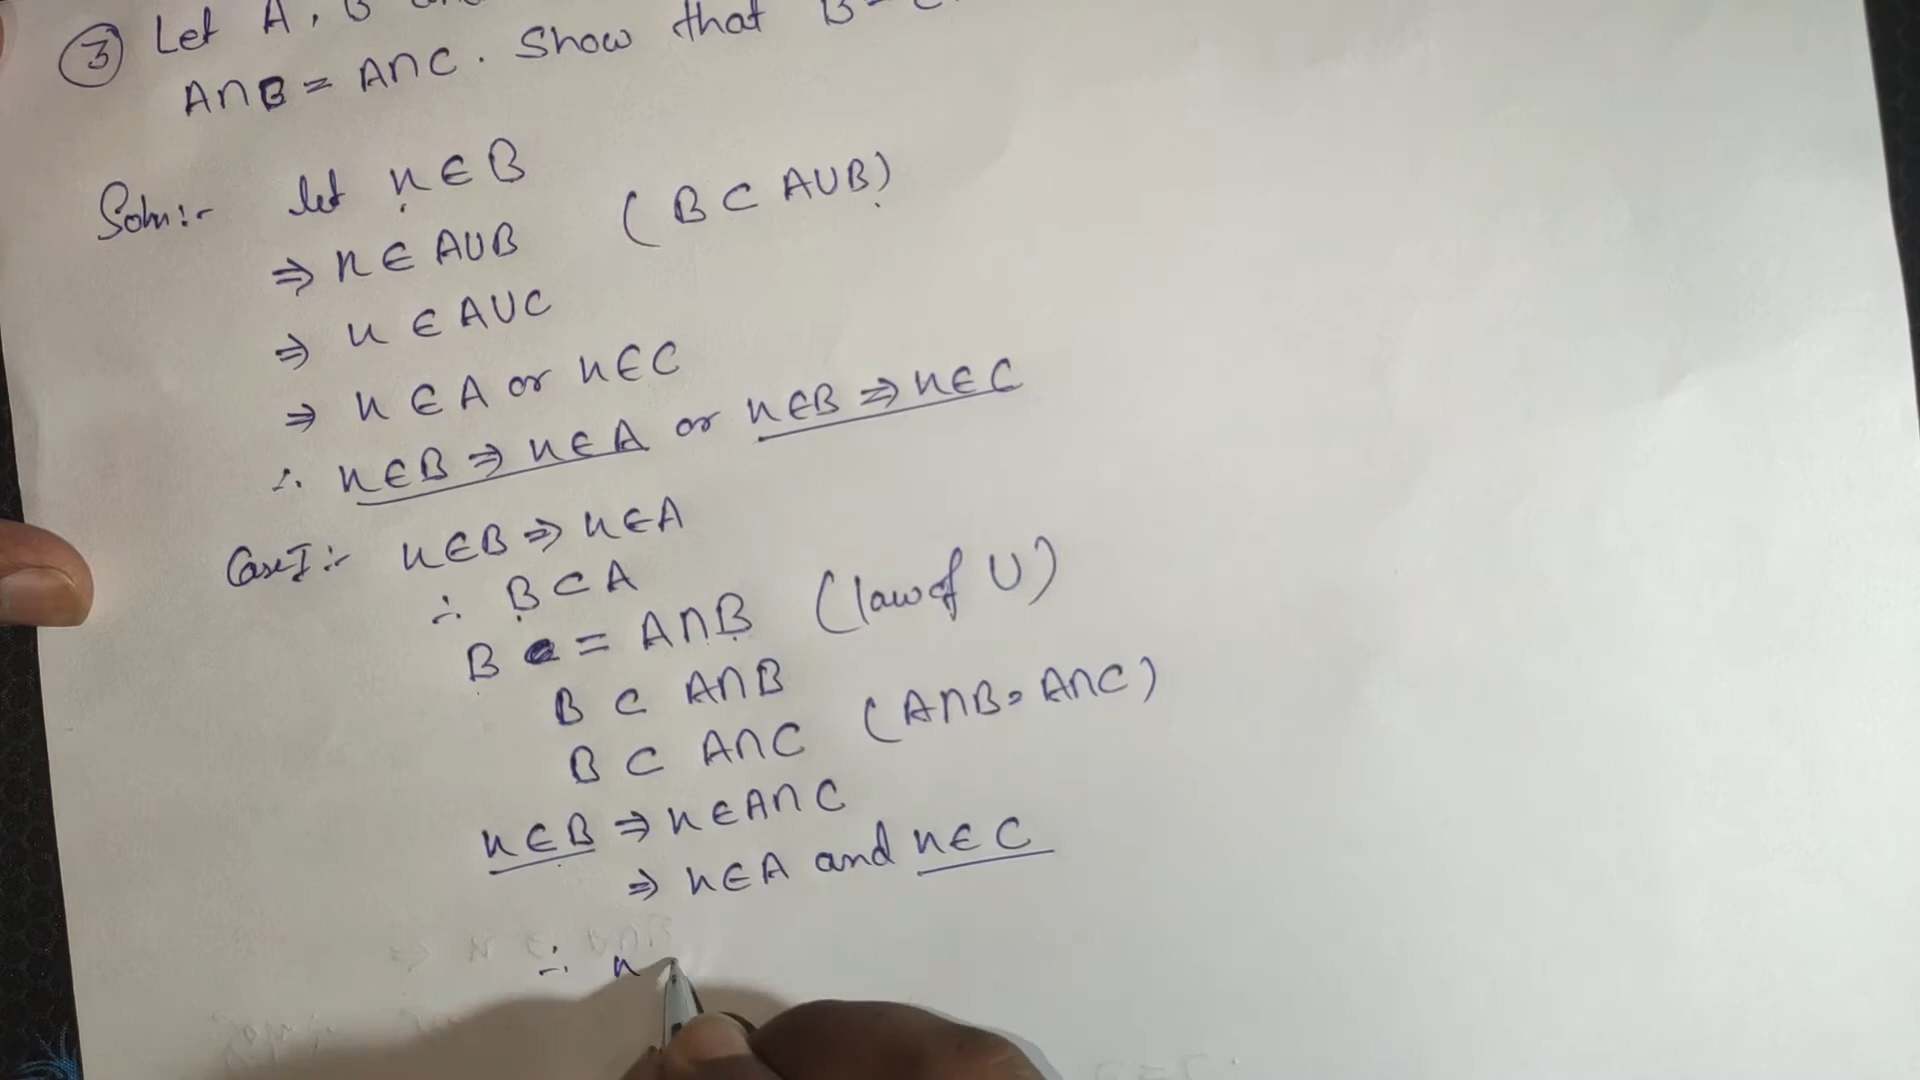 ③ Let A, B
A∩B = A∩C. Show that B = C.
Soln:- let x∈B
⇒ x∈ A∪B (B ⊂ A∪B)
⇒ x ∈ A∪C
⇒ x ∈ A or x∈C
∴ x∈B ⇒ x∈A or x∈B ⇒ x∈C
Case I:- x∈B ⇒ x∈A
∴ B ⊂ A
B = A∩B (law of U)
B ⊂ A∩B
B ⊂ A∩C (A∩B = A∩C)
x∈B ⇒ x∈A∩C
⇒ x∈A and x∈C
∴ x